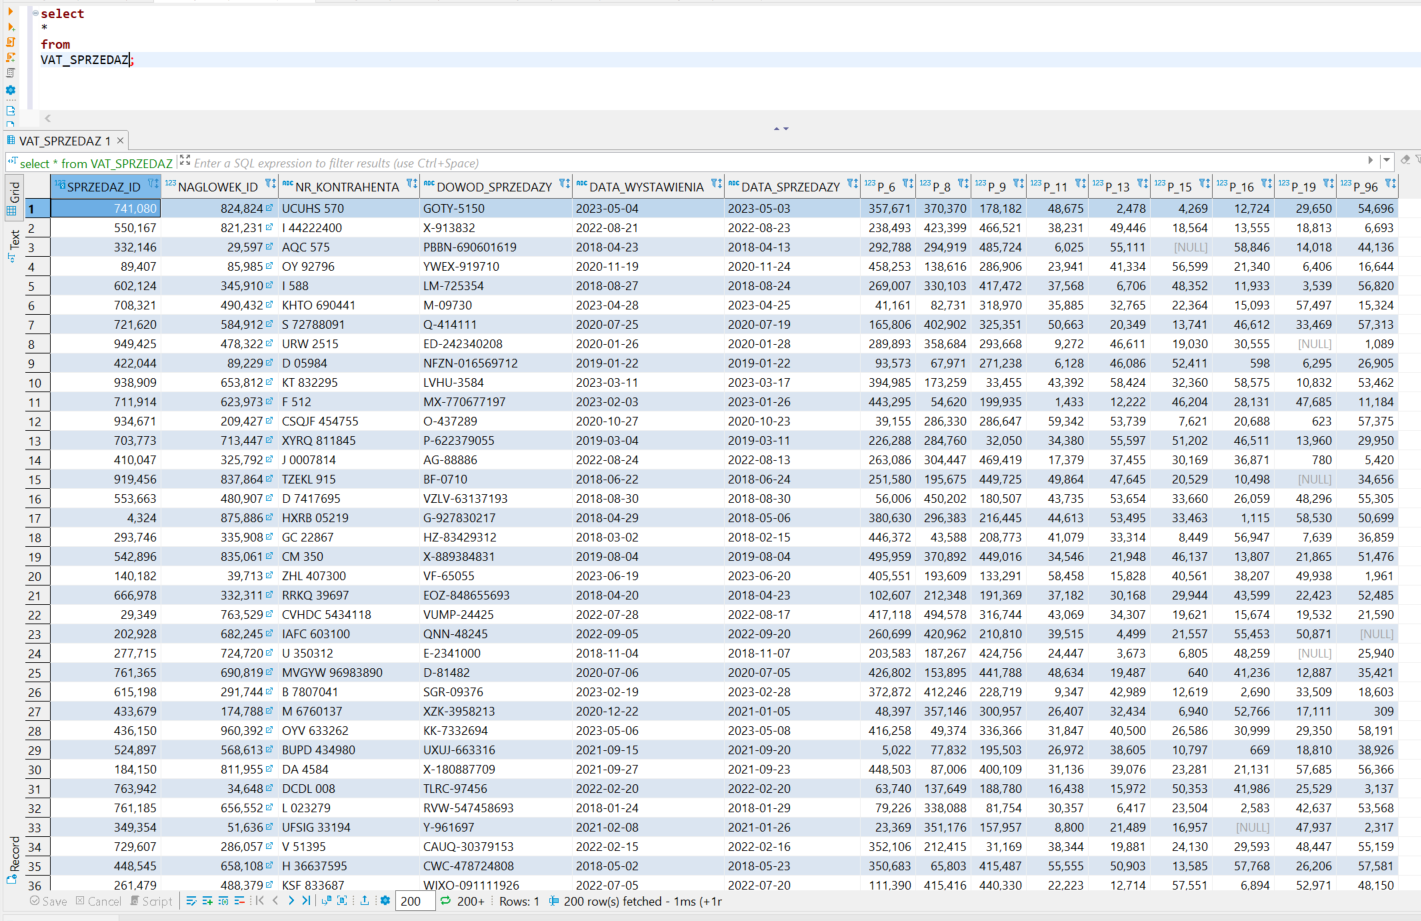 select
*
from
VAT_SPRZEDAZ;
VAT_SPRZEDAZ 1
select * from VAT_SPRZEDAZ Enter a SQL expression to filter results (use Ctrl+Space)
Grid
Text
Record
SPRZEDAZ_ID NAGLOWEK_ID NR_KONTRAHENTA DOWOD_SPRZEDAZY DATA_WYSTAWIENIA DATA_SPRZEDAZY P_6 P_8 P_9 P_11 P_13 P_15 P_16 P_19 P_96
1 741,080 824,824 UCUHS 570 GOTY-5150 2023-05-04 2023-05-03 357,671 370,370 178,182 48,675 2,478 4,269 12,724 29,650 54,696
2 550,167 821,231 I 44222400 X-913832 2022-08-21 2022-08-23 238,493 423,399 466,521 38,231 49,446 18,564 13,555 18,813 6,693
3 332,146 29,597 AQC 575 PBBN-690601619 2018-04-23 2018-04-13 292,788 294,919 485,724 6,025 55,111 [NULL] 58,846 14,018 44,136
4 89,407 85,985 OY 92796 YWEX-919710 2020-11-19 2020-11-24 458,253 138,616 286,906 23,941 41,334 56,599 21,340 6,406 16,644
5 602,124 345,910 I 588 LM-725354 2018-08-27 2018-08-24 269,007 330,103 417,472 37,568 6,706 48,352 11,933 3,539 56,820
6 708,321 490,432 KHTO 690441 M-09730 2023-04-28 2023-04-25 41,161 82,731 318,970 35,885 32,765 22,364 15,093 57,497 15,324
7 721,620 584,912 S 72788091 Q-414111 2020-07-25 2020-07-19 165,806 402,902 325,351 50,663 20,349 13,741 46,612 33,469 57,313
8 949,425 478,322 URW 2515 ED-242340208 2020-01-26 2020-01-28 289,893 358,684 293,668 9,272 46,611 19,030 30,555 [NULL] 1,089
9 422,044 89,229 D 05984 NFZN-016569712 2019-01-22 2019-01-22 93,573 67,971 271,238 6,128 46,086 52,411 598 6,295 26,905
10 938,909 653,812 KT 832295 LVHU-3584 2023-03-11 2023-03-17 394,985 173,259 33,455 43,392 58,424 32,360 58,575 10,832 53,462
11 711,914 623,973 F 512 MX-770677197 2023-02-03 2023-01-26 443,295 54,620 199,935 1,433 12,222 46,204 28,131 47,685 11,184
12 934,671 209,427 CSQJF 454755 O-437289 2020-10-27 2020-10-23 39,155 286,330 286,647 59,342 53,739 7,621 20,688 623 57,375
13 703,773 713,447 XYRQ 811845 P-622379055 2019-03-04 2019-03-11 226,288 284,760 32,050 34,380 55,597 51,202 46,511 13,960 29,950
14 410,047 325,792 J 0007814 AG-88886 2022-08-24 2022-08-13 263,086 304,447 469,419 17,379 37,455 30,169 36,871 780 5,420
15 919,456 837,864 TZEKL 915 BF-0710 2018-06-22 2018-06-24 251,580 195,675 449,725 49,864 47,645 20,529 10,498 [NULL] 34,656
16 553,663 480,907 D 7417695 VZLV-63137193 2018-08-30 2018-08-30 56,006 450,202 180,507 43,735 53,654 33,660 26,059 48,296 55,305
17 4,324 875,886 HXRB 05219 G-927830217 2018-04-29 2018-05-06 380,630 296,383 216,445 44,613 53,495 33,463 1,115 58,530 50,699
18 293,746 335,908 GC 22867 HZ-83429312 2018-03-02 2018-02-15 446,372 43,588 208,773 41,079 33,314 8,449 56,947 7,639 36,859
19 542,896 835,061 CM 350 X-889384831 2019-08-04 2019-08-04 495,959 370,892 449,016 34,546 21,948 46,137 13,807 21,865 51,476
20 140,182 39,713 ZHL 407300 VF-65055 2023-06-19 2023-06-20 405,551 193,609 133,291 58,458 15,828 40,561 38,207 49,938 1,961
21 666,978 332,311 RRKQ 39697 EOZ-848655693 2018-04-20 2018-04-23 102,607 212,348 191,369 37,182 30,168 29,944 43,599 22,423 52,485
22 29,349 763,529 CVHDC 5434118 VUMP-24425 2022-07-28 2022-08-17 417,118 494,578 316,744 43,069 34,307 19,621 15,674 19,532 21,590
23 202,928 682,245 IAFC 603100 QNN-48245 2022-09-05 2022-09-20 260,699 420,962 210,810 39,515 4,499 21,557 55,453 50,871 [NULL]
24 277,715 724,720 U 350312 E-2341000 2018-11-04 2018-11-07 203,583 187,267 424,756 24,447 3,673 6,805 48,259 [NULL] 25,940
25 761,365 690,819 MVGYW 96983890 D-81482 2020-07-06 2020-07-06 426,802 153,895 441,788 48,634 19,487 640 41,236 12,887 35,421
26 615,198 291,744 B 7807041 SGR-09376 2023-02-19 2023-02-28 372,872 412,246 228,719 9,347 42,989 12,619 2,690 33,509 18,603
27 433,679 174,788 M 6760137 XZK-3958213 2020-12-22 2021-01-05 48,397 357,146 300,957 26,407 32,434 6,940 52,766 17,111 309
28 436,150 960,392 OYV 633262 KK-7332694 2023-05-06 2023-05-08 416,258 49,374 336,366 31,847 40,500 26,586 30,999 29,350 58,191
29 524,897 568,613 BUPD 434980 UXUJ-663316 2021-09-15 2021-09-20 5,022 77,832 195,503 26,972 38,605 10,797 669 18,810 38,926
30 184,150 811,955 DA 4584 X-180887709 2021-09-27 2021-09-23 448,503 87,006 400,109 31,136 39,076 23,281 21,131 57,685 56,366
31 763,942 34,648 DCDL 008 TLRC-97456 2022-02-20 2022-02-20 63,740 137,649 188,780 16,438 15,972 50,353 41,986 25,529 3,137
32 761,185 656,552 L 023279 RVW-547458693 2018-01-24 2018-01-29 79,226 338,088 81,754 30,357 6,417 23,504 2,583 42,637 53,568
33 349,354 51,636 UFSIG 33194 Y-961697 2021-02-08 2021-01-26 23,369 351,176 157,957 8,800 21,489 16,957 [NULL] 47,937 2,317
34 729,607 286,057 V 51395 CAUQ-30379153 2022-02-15 2022-02-16 352,106 212,415 31,169 38,344 19,881 24,130 29,593 48,447 55,159
35 448,545 658,108 H 36637595 CWC-478724808 2018-05-02 2018-05-23 350,683 65,803 415,487 55,555 50,903 13,585 57,768 26,206 57,581
36 261,479 488,379 KSF 833687 WIXO-091111926 2022-07-05 2022-07-20 111,390 415,416 440,330 22,223 12,714 57,551 6,894 52,971 48,150
Save Cancel Script 200 200+ Rows: 1 200 row(s) fetched - 1ms (+1r